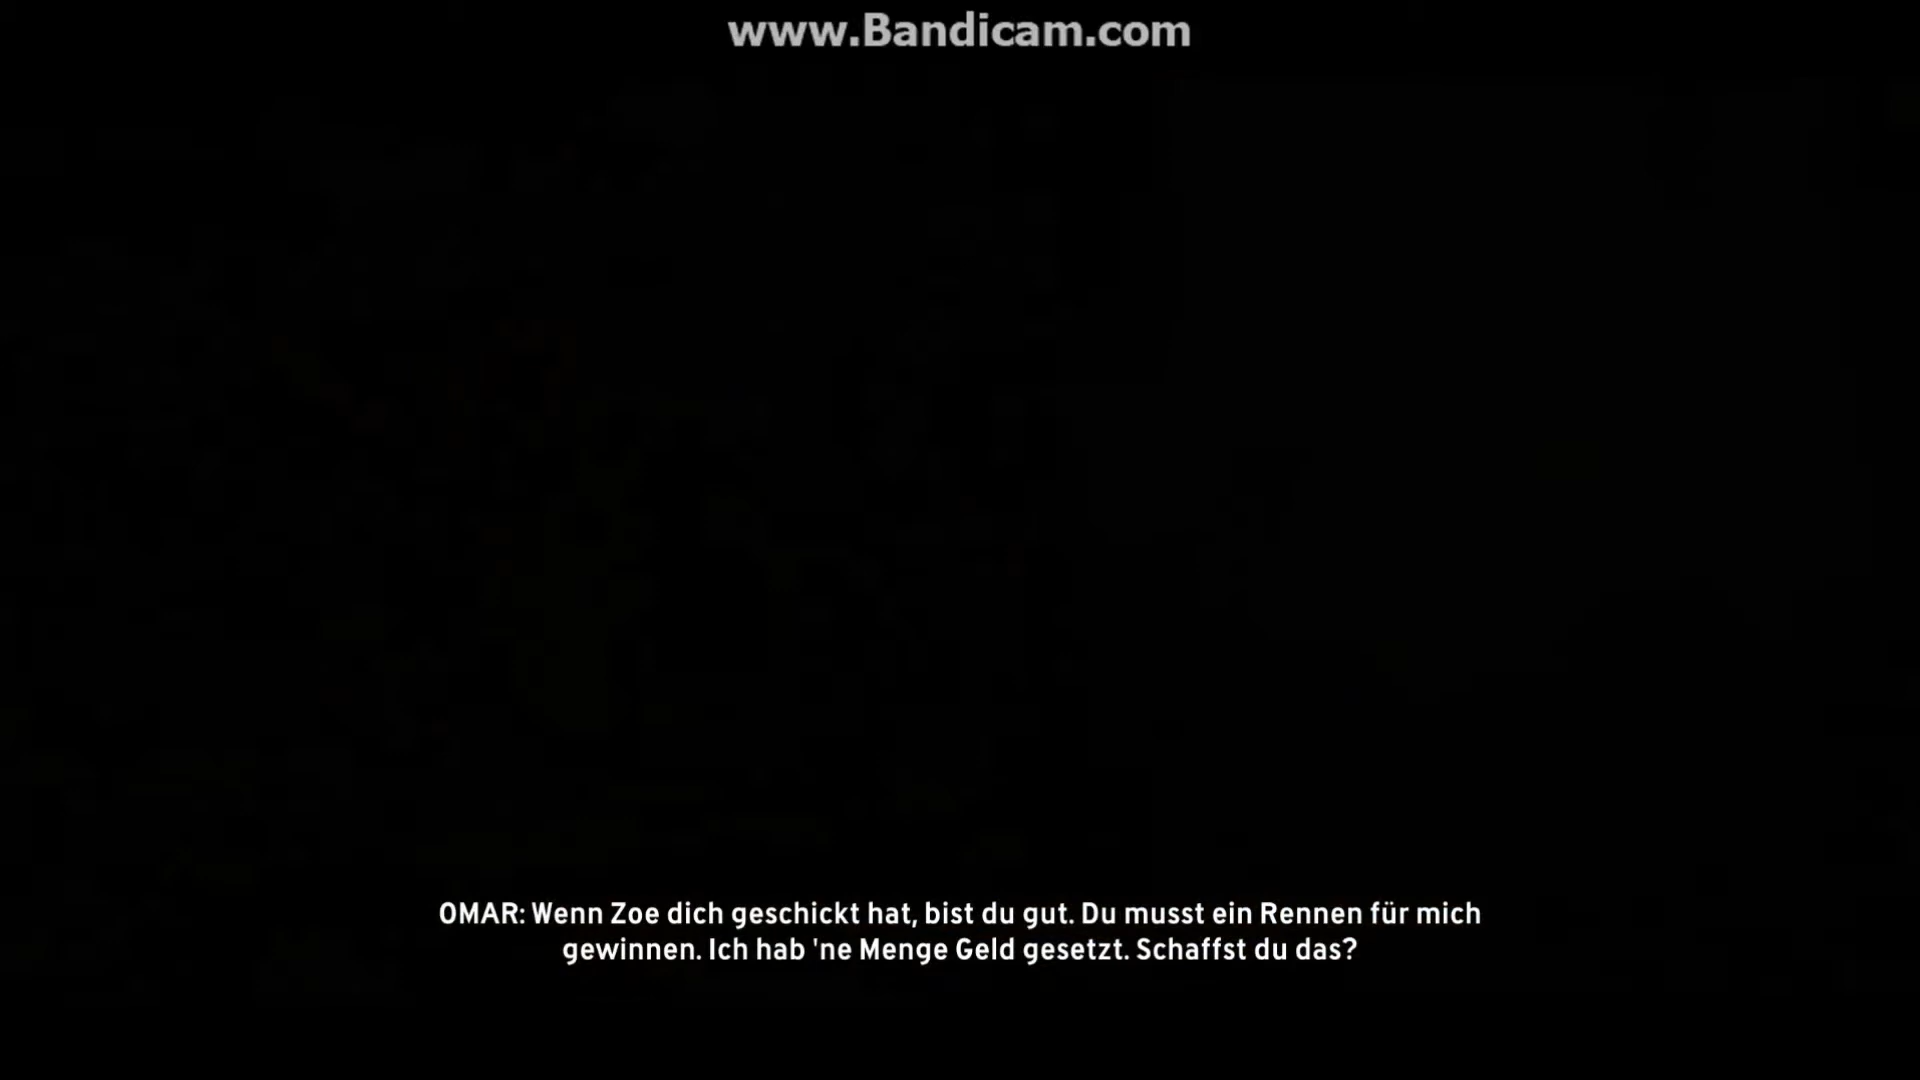 www.Bandicam.com
OMAR: Wenn Zoe dich geschickt hat, bist du gut. Du musst ein Rennen für mich
gewinnen. Ich hab 'ne Menge Geld gesetzt. Schaffst du das?